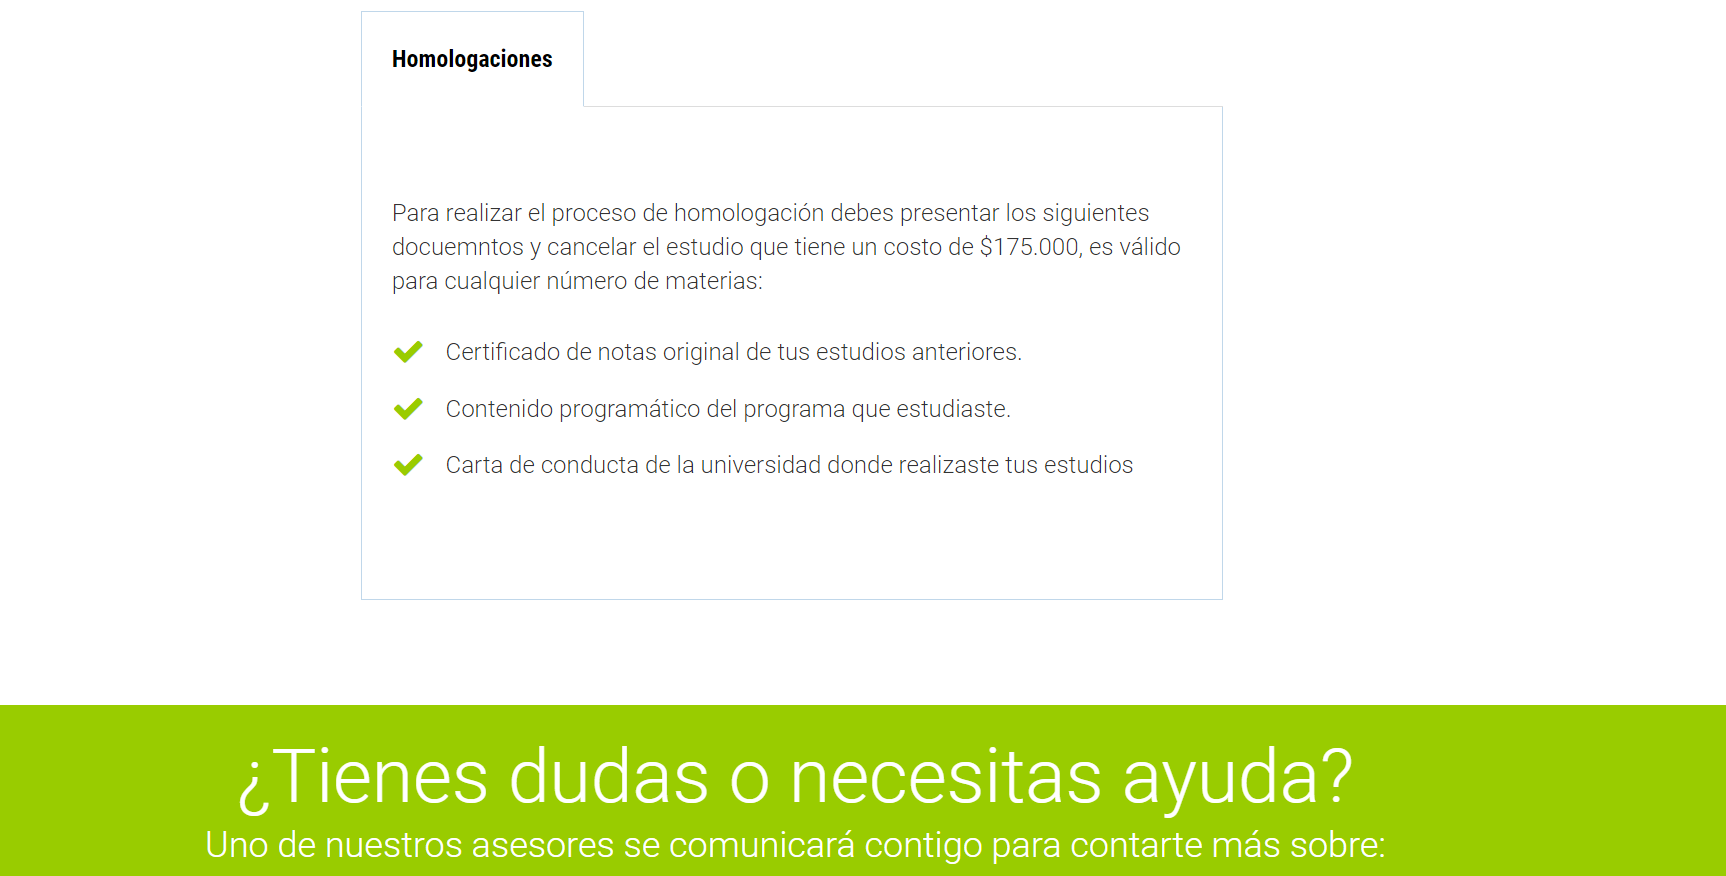 Homologaciones
Para realizar el proceso de homologación debes presentar los siguientes
docuemntos y cancelar el estudio que tiene un costo de $175.000, es válido
para cualquier número de materias:
Certificado de notas original de tus estudios anteriores.
Contenido programático del programa que estudiaste.
Carta de conducta de la universidad donde realizaste tus estudios
¿Tienes dudas o necesitas ayuda?
Uno de nuestros asesores se comunicará contigo para contarte más sobre: